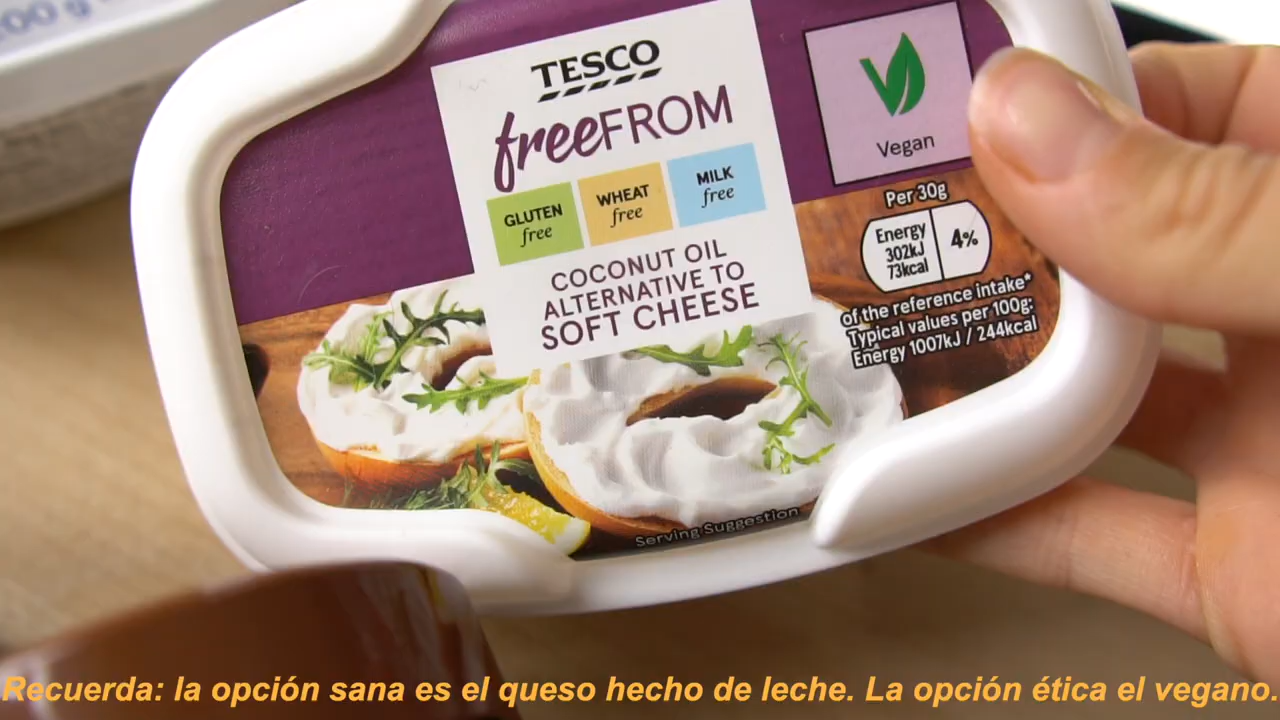 00 g
TESCO
freeFROM
GLUTEN free
WHEAT free
MILK free
COCONUT OIL
ALTERNATIVE TO
SOFT CHEESE
Vegan
Per 30g
Energy
302kJ
73kcal
4%
of the reference intake*
Typical values per 100g:
Energy 1007kJ / 244kcal
Serving Suggestion
Recuerda: la opción sana es el queso hecho de leche. La opción ética el vegano.